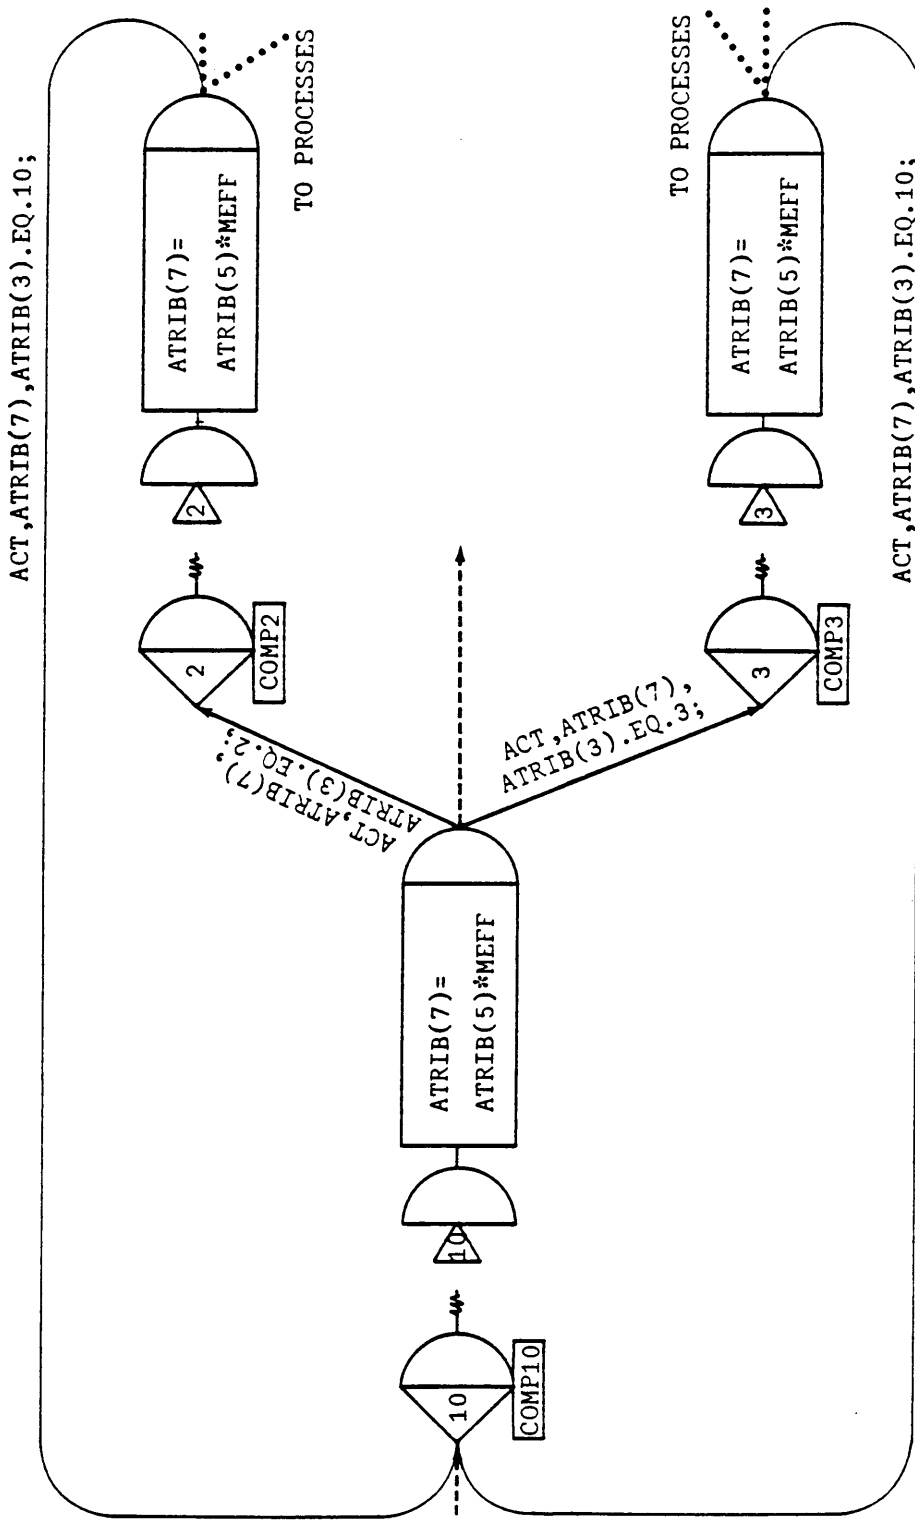 ACT,ATRIB(7),ATRIB(3).EQ.10;
TO PROCESSES
ATRIB(7)=
ATRIB(5)*MEFF
2
2
COMP2
ACT,ATRIB(7),
ATRIB(3).EQ.2;
10
COMP10
10
ATRIB(7)=
ATRIB(5)*MEFF
ACT,ATRIB(7),
ATRIB(3).EQ.3;
3
COMP3
3
ATRIB(7)=
ATRIB(5)*MEFF
TO PROCESSES
ACT,ATRIB(7),ATRIB(3).EQ.10;